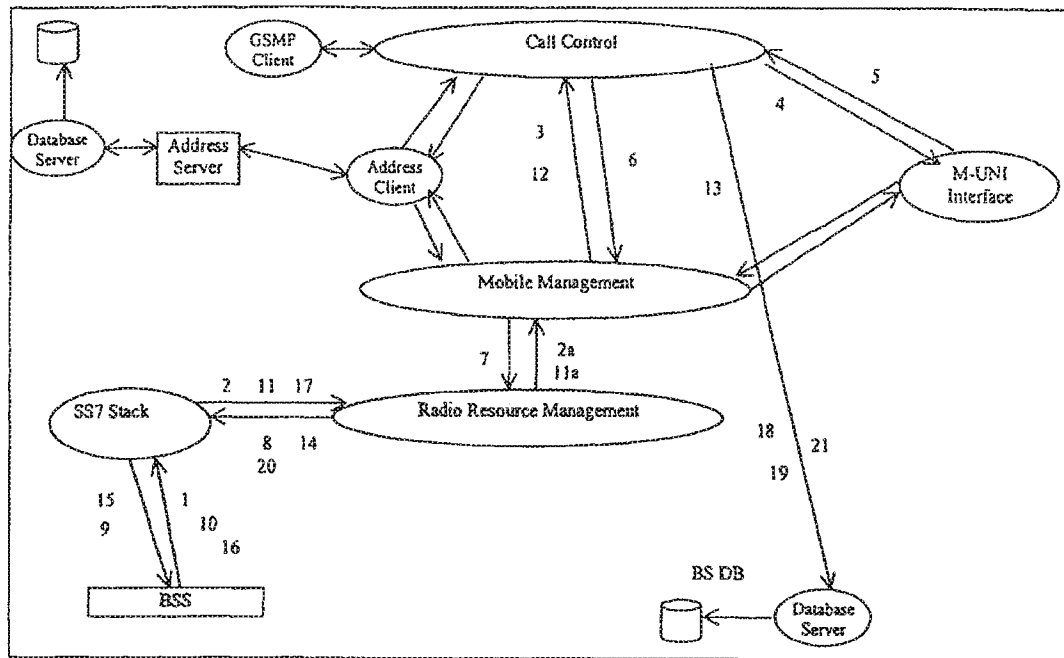 GSMP
Client
Call Control
5
4
Database
Server
Address
Server
Address
Client
3
12
6
13
M-UNI
Interface
Mobile Management
7
2a
11a
2 11 17
SS7 Stack
Radio Resource Management
8 14
20
18 21
19
15 1
9 10
16
BSS
BS DB
Database
Server